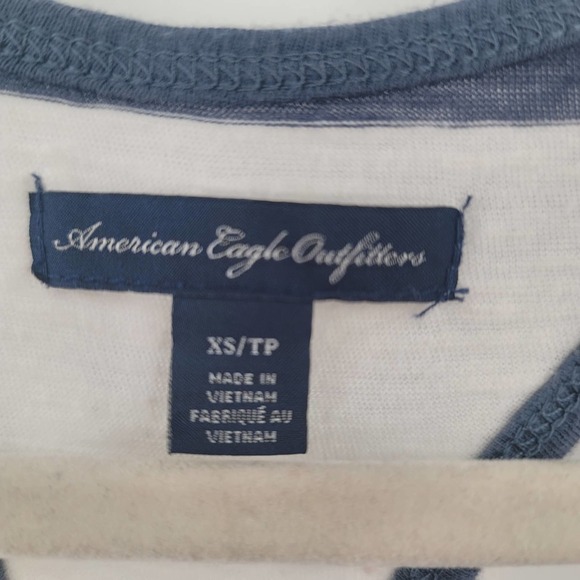 American Eagle Outfitters
XS/TP
MADE IN
VIETNAM
FABRIQUÉ AU
VIETNAM